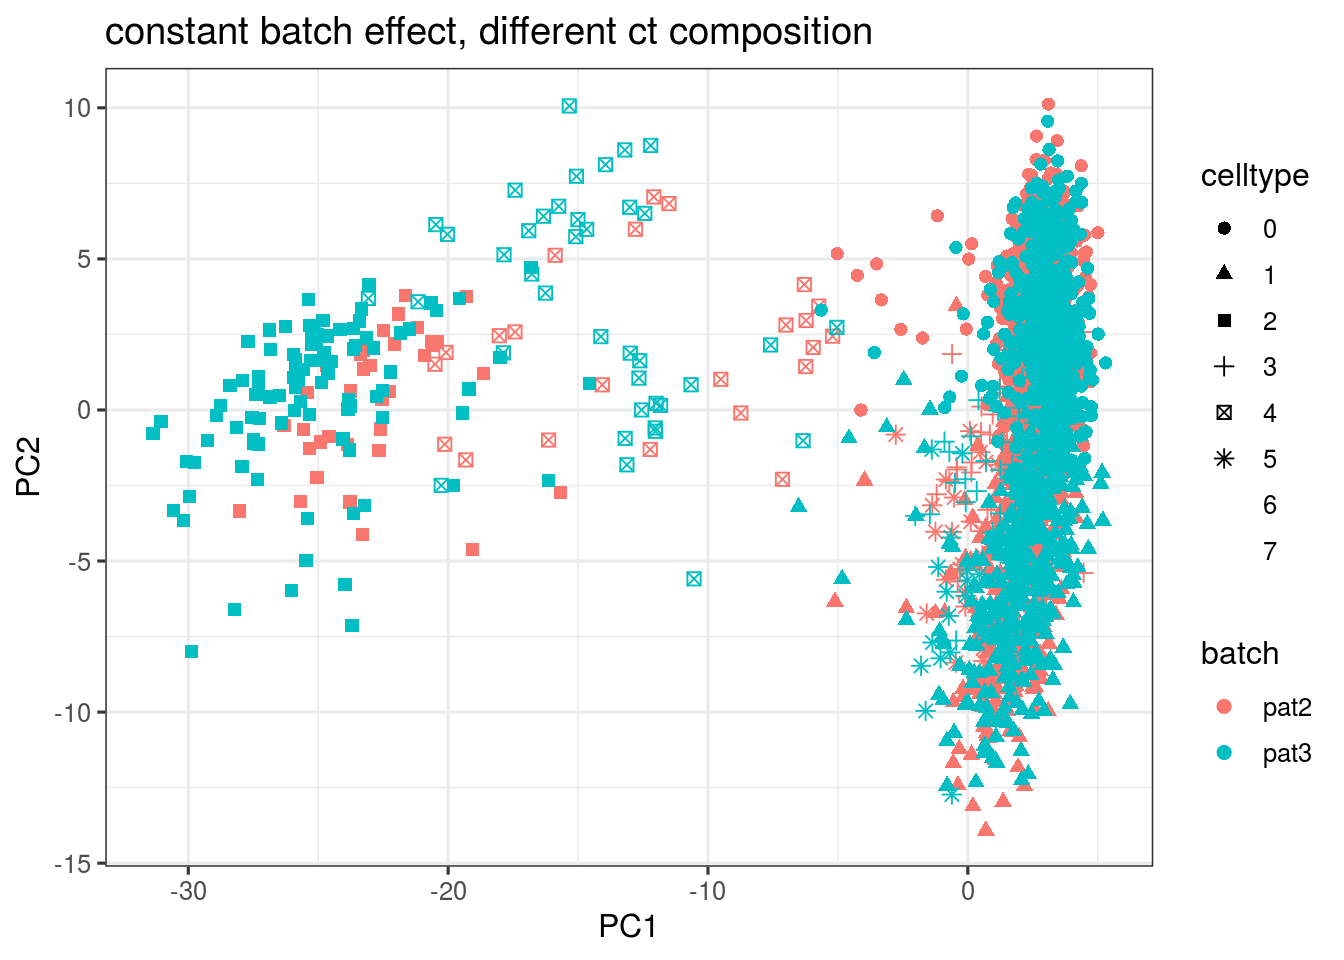 constant batch effect, different ct composition
10
5
0
-5
-10
-15
PC2
-30
-20
-10
0
PC1
celltype
0
1
2
3
4
5
6
7
batch
pat2
pat3